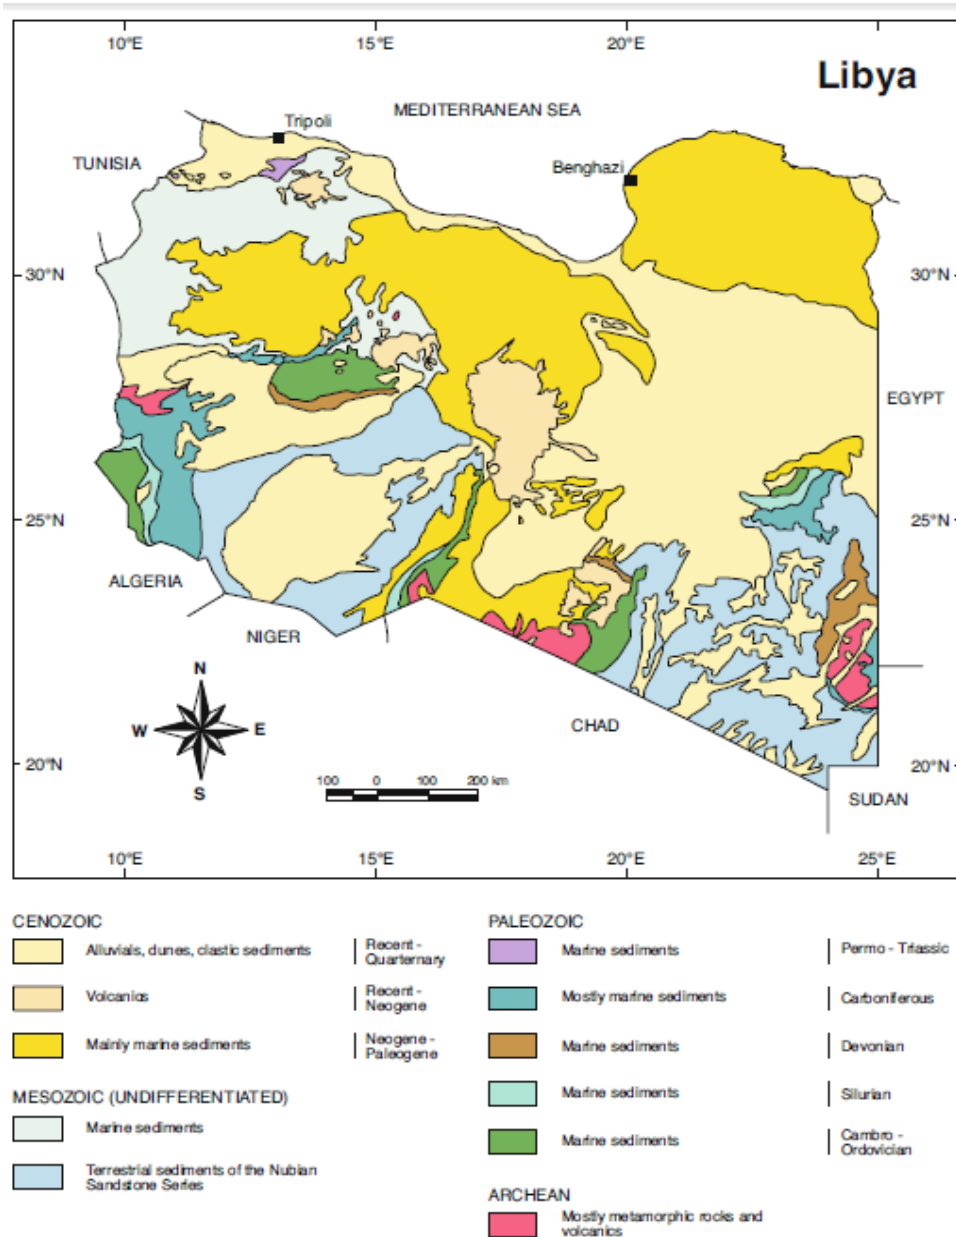 10°E 15°E 20°E
Libya
MEDITERRANEAN SEA
Tripoli
TUNISIA
Benghazi
30°N 30°N
EGYPT
25°N 25°N
ALGERIA
NIGER
N
W E
S
CHAD
20°N 20°N
100 0 100 200 km
SUDAN
10°E 15°E 20°E 25°E
CENOZOIC
Alluvials, dunes, clastic sediments
Recent -
Quarternary
Volcanios
Recent -
Neogene
Mainly marine sediments
Neogene -
Paleogene
MESOZOIC (UNDIFFERENTIATED)
Marine sediments
Terrestrial sediments of the Nubian
Sandstone Series
PALEOZOIC
Marine sediments
Permo - Triassic
Mostly marine sediments
Carboniferous
Marine sediments
Devonian
Marine sediments
Silurian
Marine sediments
Cambro -
Ordovician
ARCHEAN
Mostly metamorphic rocks and
volcanics